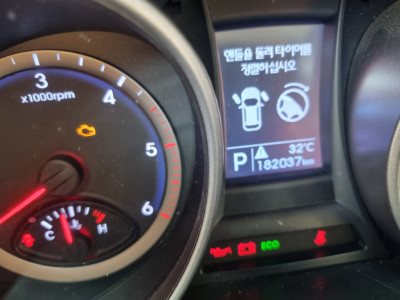 핸들을 돌려 타이어를
정렬하십시오
3
x1000rpm
4
5
6
C H
P 32℃
182037km
ECO